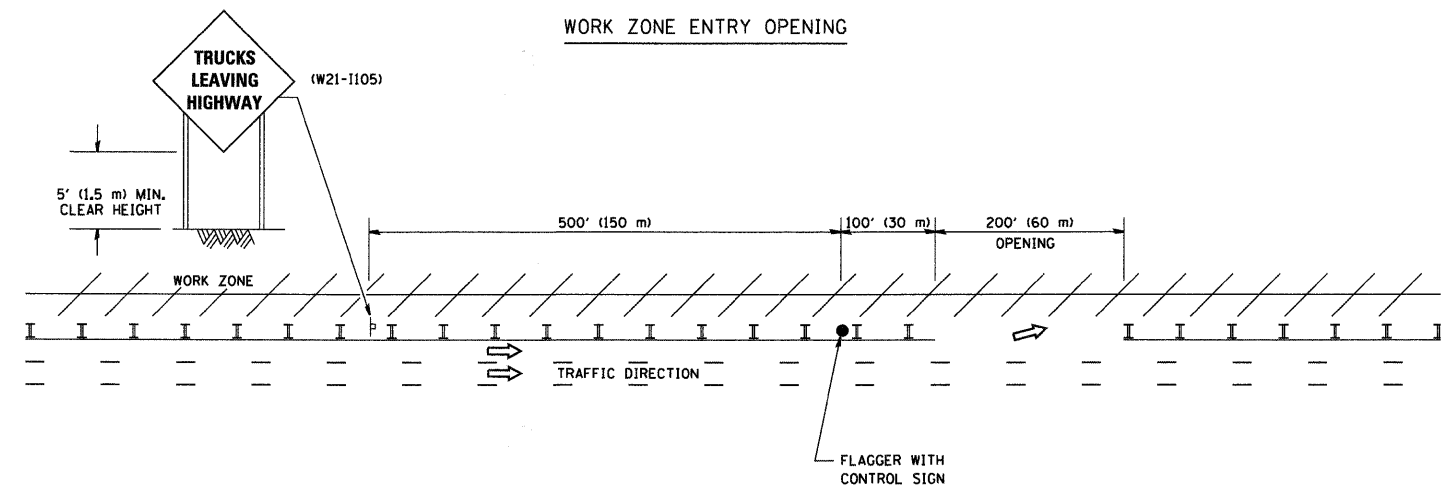 WORK ZONE ENTRY OPENING
TRUCKS
LEAVING
HIGHWAY
(W21-I105)
5' (1.5 m) MIN.
CLEAR HEIGHT
500' (150 m)
100' (30 m)
200' (60 m)
OPENING
WORK ZONE
TRAFFIC DIRECTION
FLAGGER WITH
CONTROL SIGN